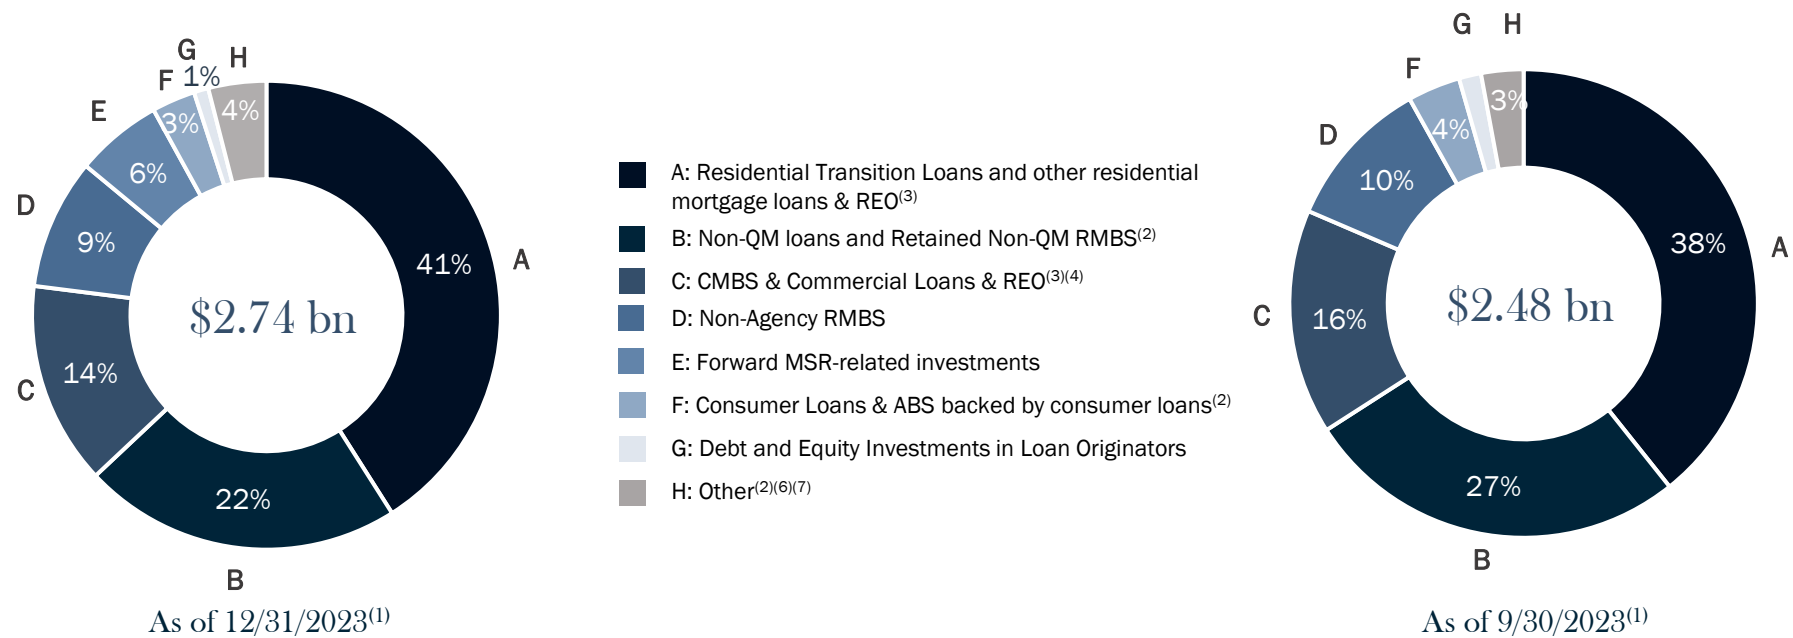 G
H
F
1%
E
3%
4%
6%
D
9%
41%
A
$2.74 bn
14%
C
22%
B
As of 12/31/2023(1)
A: Residential Transition Loans and other residential
mortgage loans & REO(3)
B: Non-QM loans and Retained Non-QM RMBS(2)
C: CMBS & Commercial Loans & REO(3)(4)
D: Non-Agency RMBS
E: Forward MSR-related investments
F: Consumer Loans & ABS backed by consumer loans(2)
G: Debt and Equity Investments in Loan Originators
H: Other(2)(6)(7)
G
H
F
3%
D
4%
10%
38%
A
C
16%
$2.48 bn
27%
B
As of 9/30/2023(1)